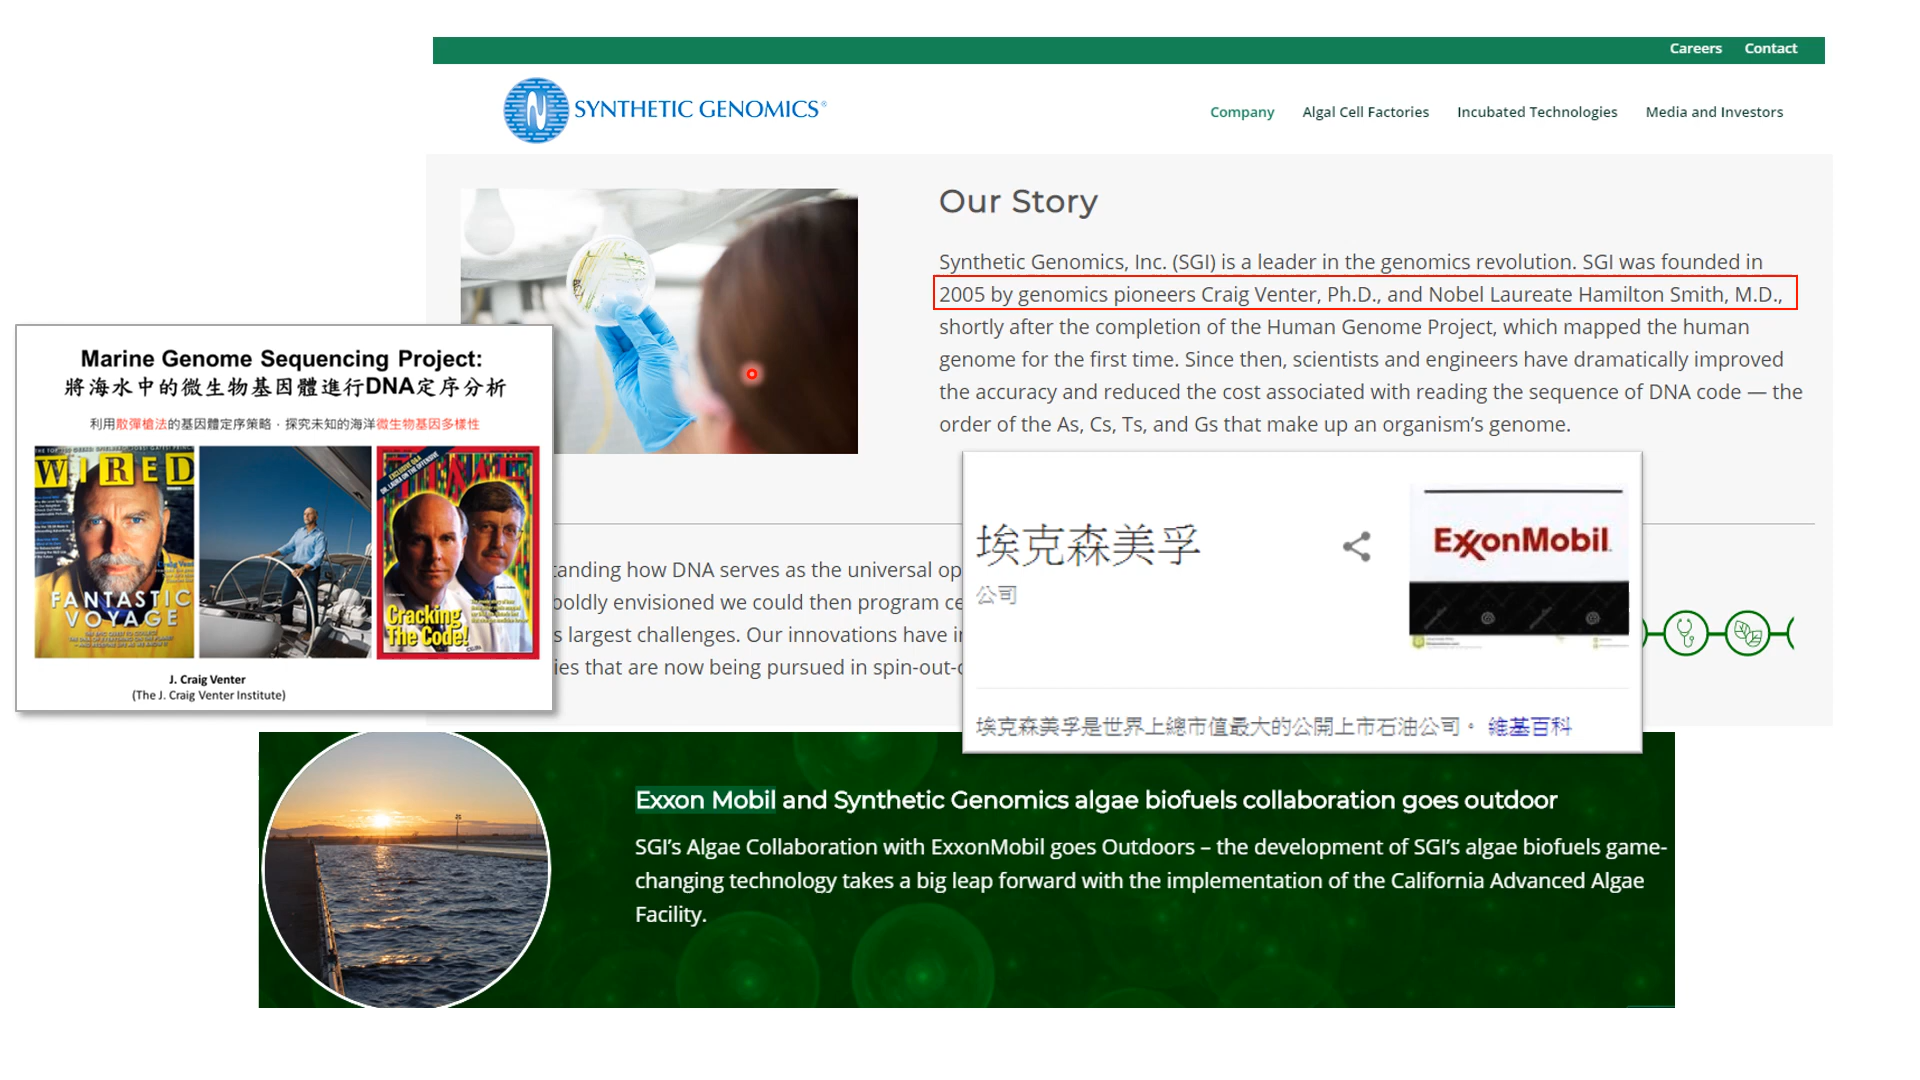 Careers Contact
SYNTHETIC GENOMICS®
Company Algal Cell Factories Incubated Technologies Media and Investors
Our Story
Synthetic Genomics, Inc. (SGI) is a leader in the genomics revolution. SGI was founded in
2005 by genomics pioneers Craig Venter, Ph.D., and Nobel Laureate Hamilton Smith, M.D.,
shortly after the completion of the Human Genome Project, which mapped the human
genome for the first time. Since then, scientists and engineers have dramatically improved
the accuracy and reduced the cost associated with reading the sequence of DNA code — the
order of the As, Cs, Ts, and Gs that make up an organism’s genome.
Marine Genome Sequencing Project:
將海水中的微生物基因體進行DNA定序分析
利用散彈槍法的基因體定序策略，探究未知的海洋微生物基因多樣性
WIRED
FANTASTIC
VOYAGE
TIME
Cracking
The Code!
J. Craig Venter
(The J. Craig Venter Institute)
tanding how DNA serves as the universal op
boldly envisioned we could then program ce
s largest challenges. Our innovations have in
ies that are now being pursued in spin-out-c
埃克森美孚
公司
ExxonMobil
埃克森美孚是世界上總市值最大的公開上市石油公司。 維基百科
Exxon Mobil and Synthetic Genomics algae biofuels collaboration goes outdoor
SGI’s Algae Collaboration with ExxonMobil goes Outdoors – the development of SGI’s algae biofuels game-
changing technology takes a big leap forward with the implementation of the California Advanced Algae
Facility.